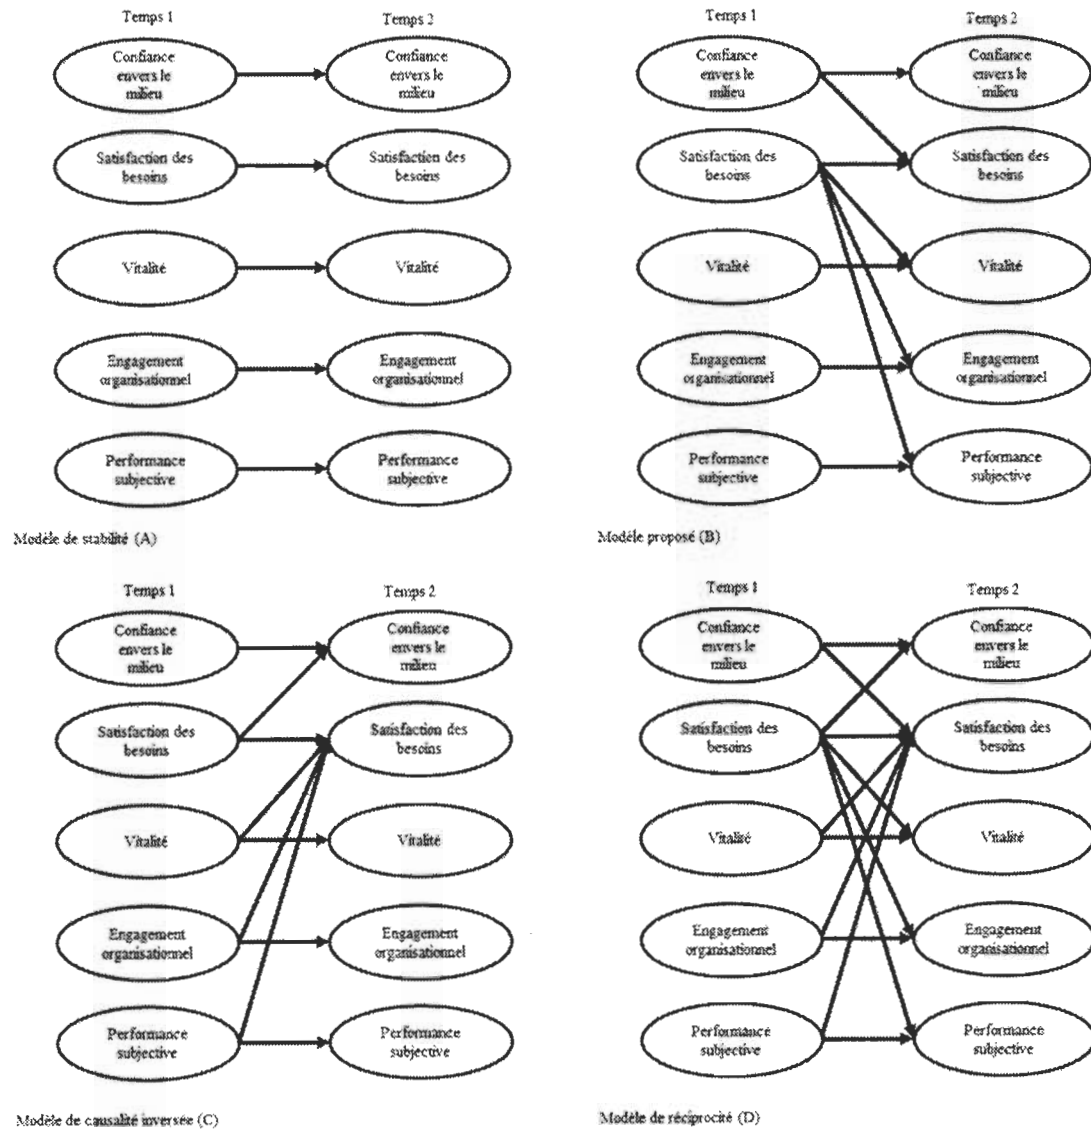 Temps 1
Temps 2
Confiance
envers le
milieu
Confiance
envers le
milieu
Satisfaction des
besoins
Satisfaction des
besoins
Vitalité
Vitalité
Engagement
organisationnel
Engagement
organisationnel
Performance
subjective
Performance
subjective
Modèle de stabilité (A)
Temps 1
Temps 2
Confiance
envers le
milieu
Confiance
envers le
milieu
Satisfaction des
besoins
Satisfaction des
besoins
Vitalité
Vitalité
Engagement
organisationnel
Engagement
organisationnel
Performance
subjective
Performance
subjective
Modèle proposé (B)
Temps 1
Temps 2
Confiance
envers le
milieu
Confiance
envers le
milieu
Satisfaction des
besoins
Satisfaction des
besoins
Vitalité
Vitalité
Engagement
organisationnel
Engagement
organisationnel
Performance
subjective
Performance
subjective
Modèle de causalité inversée (C)
Temps 1
Temps 2
Confiance
envers le
milieu
Confiance
envers le
milieu
Satisfaction des
besoins
Satisfaction des
besoins
Vitalité
Vitalité
Engagement
organisationnel
Engagement
organisationnel
Performance
subjective
Performance
subjective
Modèle de réciprocité (D)